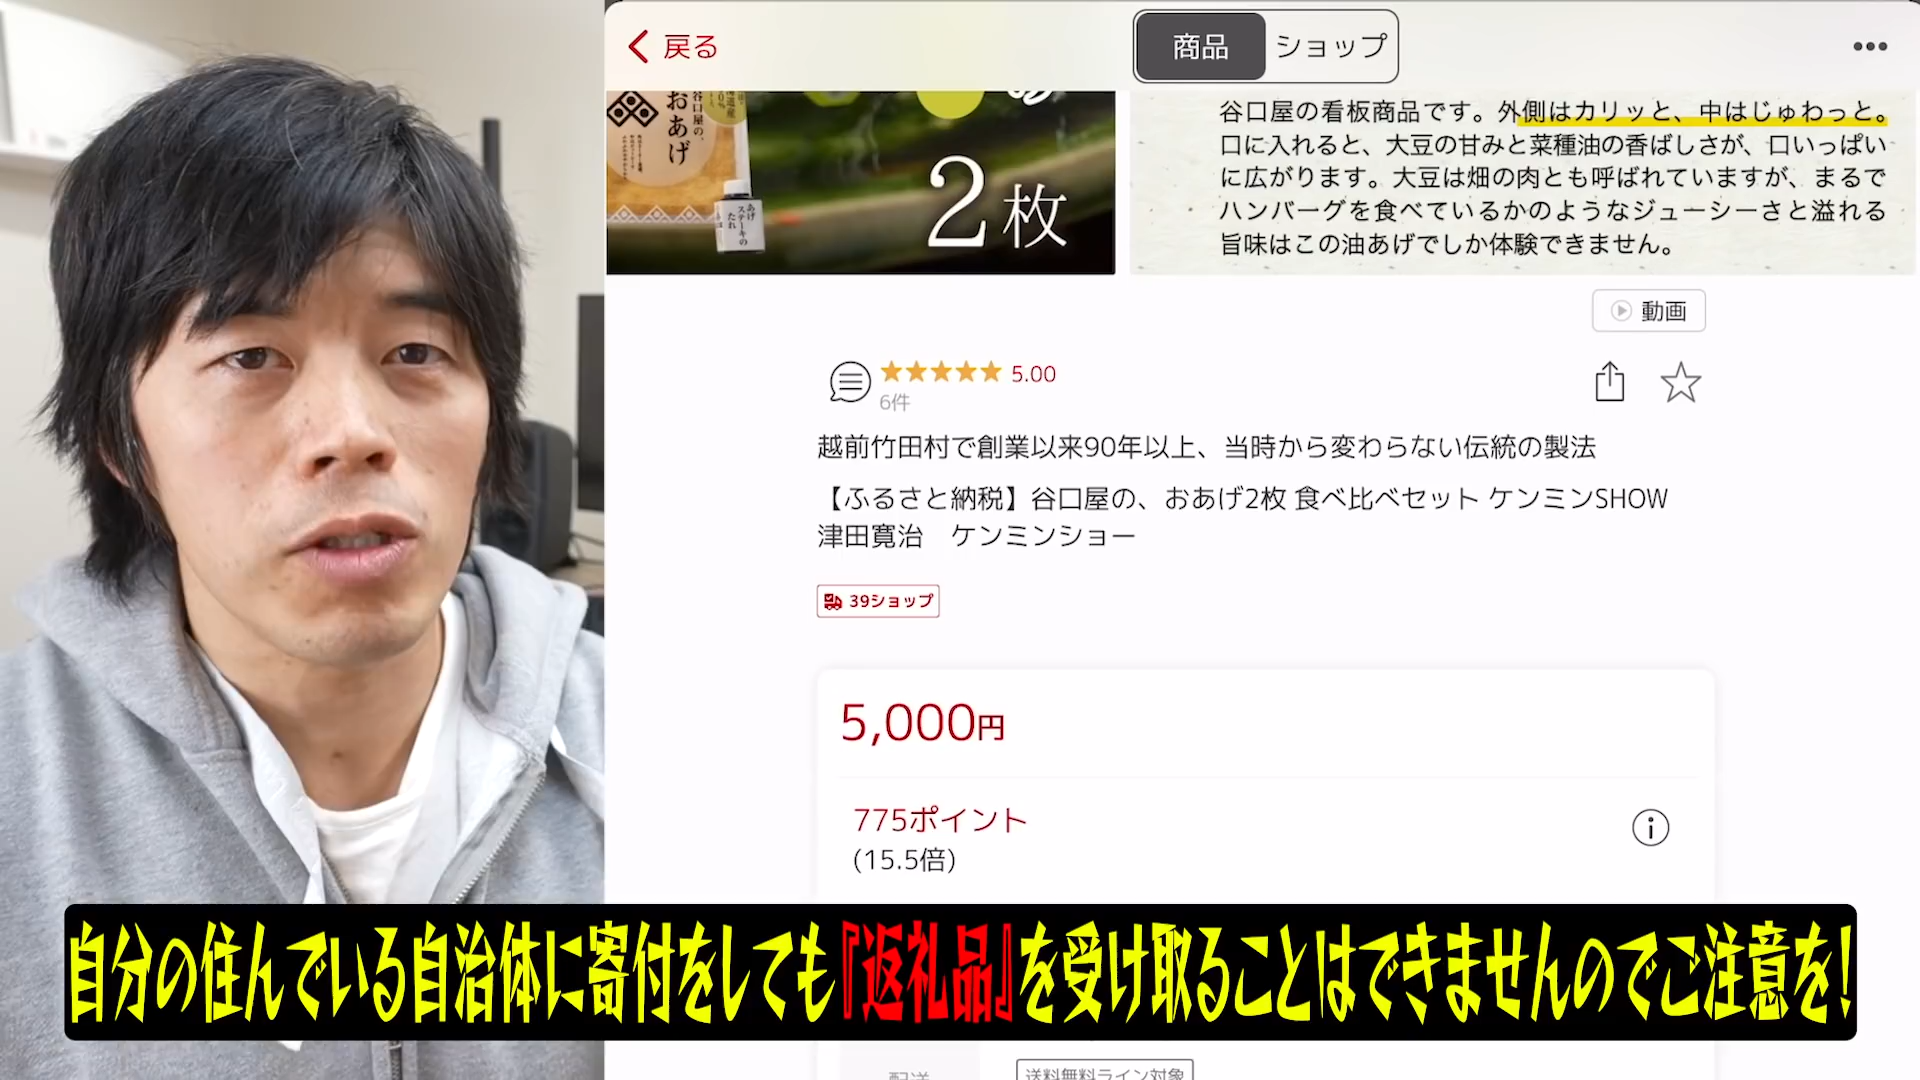 戻る
商品
ショップ
谷口屋の、
おあげ
あげ
ステーキの
たれ
2枚
谷口屋の看板商品です。外側はカリッと、中はじゅわっと。
口に入れると、大豆の甘みと菜種油の香ばしさが、口いっぱい
に広がります。大豆は畑の肉とも呼ばれていますが、まるで
ハンバーグを食べているかのようなジューシーさと溢れる
旨味はこの油あげでしか体験できません。
動画
5.00
6件
越前竹田村で創業以来90年以上、当時から変わらない伝統の製法
【ふるさと納税】谷口屋の、おあげ2枚 食べ比べセット ケンミンSHOW
津田寛治　ケンミンショー
39ショップ
5,000円
775ポイント
(15.5倍)
自分の住んでいる自治体に寄付をしても『返礼品』を受け取ることはできませんのでご注意を!
配送
送料無料ライン対象